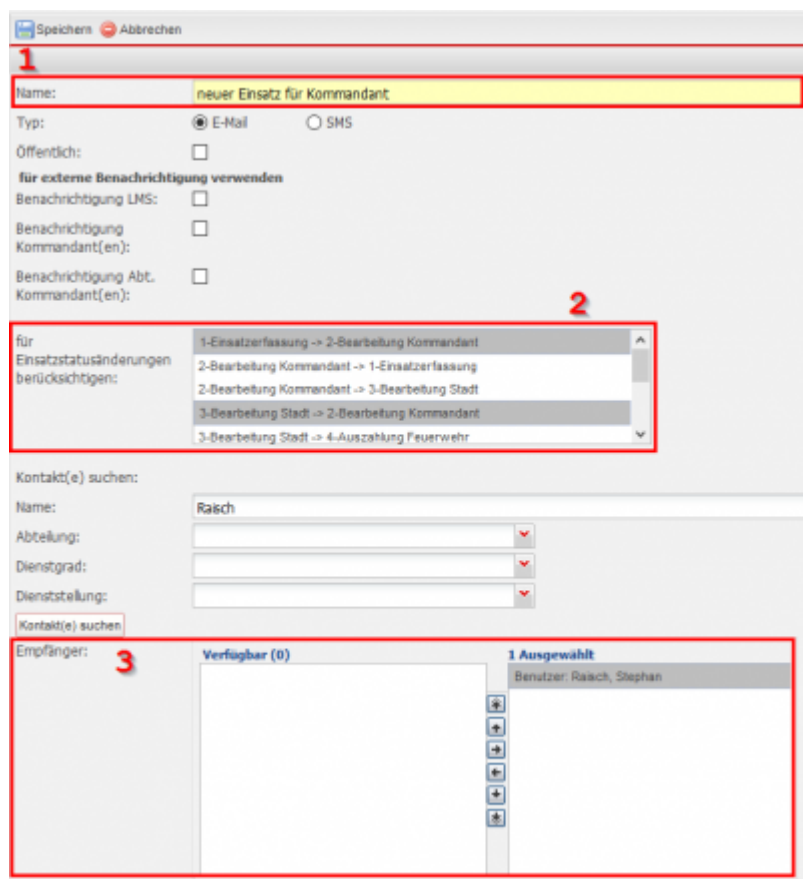 Speichern Abbrechen
1
Name: neuer Einsatz für Kommandant
Typ: E-Mail SMS
Öffentlich:
für externe Benachrichtigung verwenden
Benachrichtigung LMS:
Benachrichtigung
Kommandant(en):
Benachrichtigung Abt.
Kommandant(en):
2
für
Einsatzstatusänderungen
berücksichtigen:
1-Einsatzerfassung -> 2-Bearbeitung Kommandant
2-Bearbeitung Kommandant -> 1-Einsatzerfassung
2-Bearbeitung Kommandant -> 3-Bearbeitung Stadt
3-Bearbeitung Stadt -> 2-Bearbeitung Kommandant
3-Bearbeitung Stadt -> 4-Auszahlung Feuerwehr
Kontakt(e) suchen:
Name: Raisch
Abteilung:
Dienstgrad:
Dienststellung:
Kontakt(e) suchen
Empfänger:
3
Verfügbar (0) 1 Ausgewählt
Benutzer: Raisch, Stephan